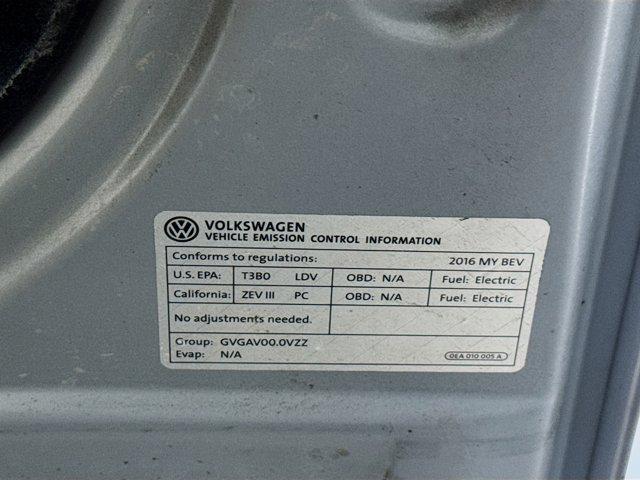 VOLKSWAGEN
VEHICLE EMISSION CONTROL INFORMATION
Conforms to regulations: 2016 MY BEV
U.S. EPA: T3B0 LDV OBD: N/A Fuel: Electric
California: ZEV III PC OBD: N/A Fuel: Electric
No adjustments needed.
Group: GVGAV00.0VZZ
Evap: N/A 0EA 010 005 A